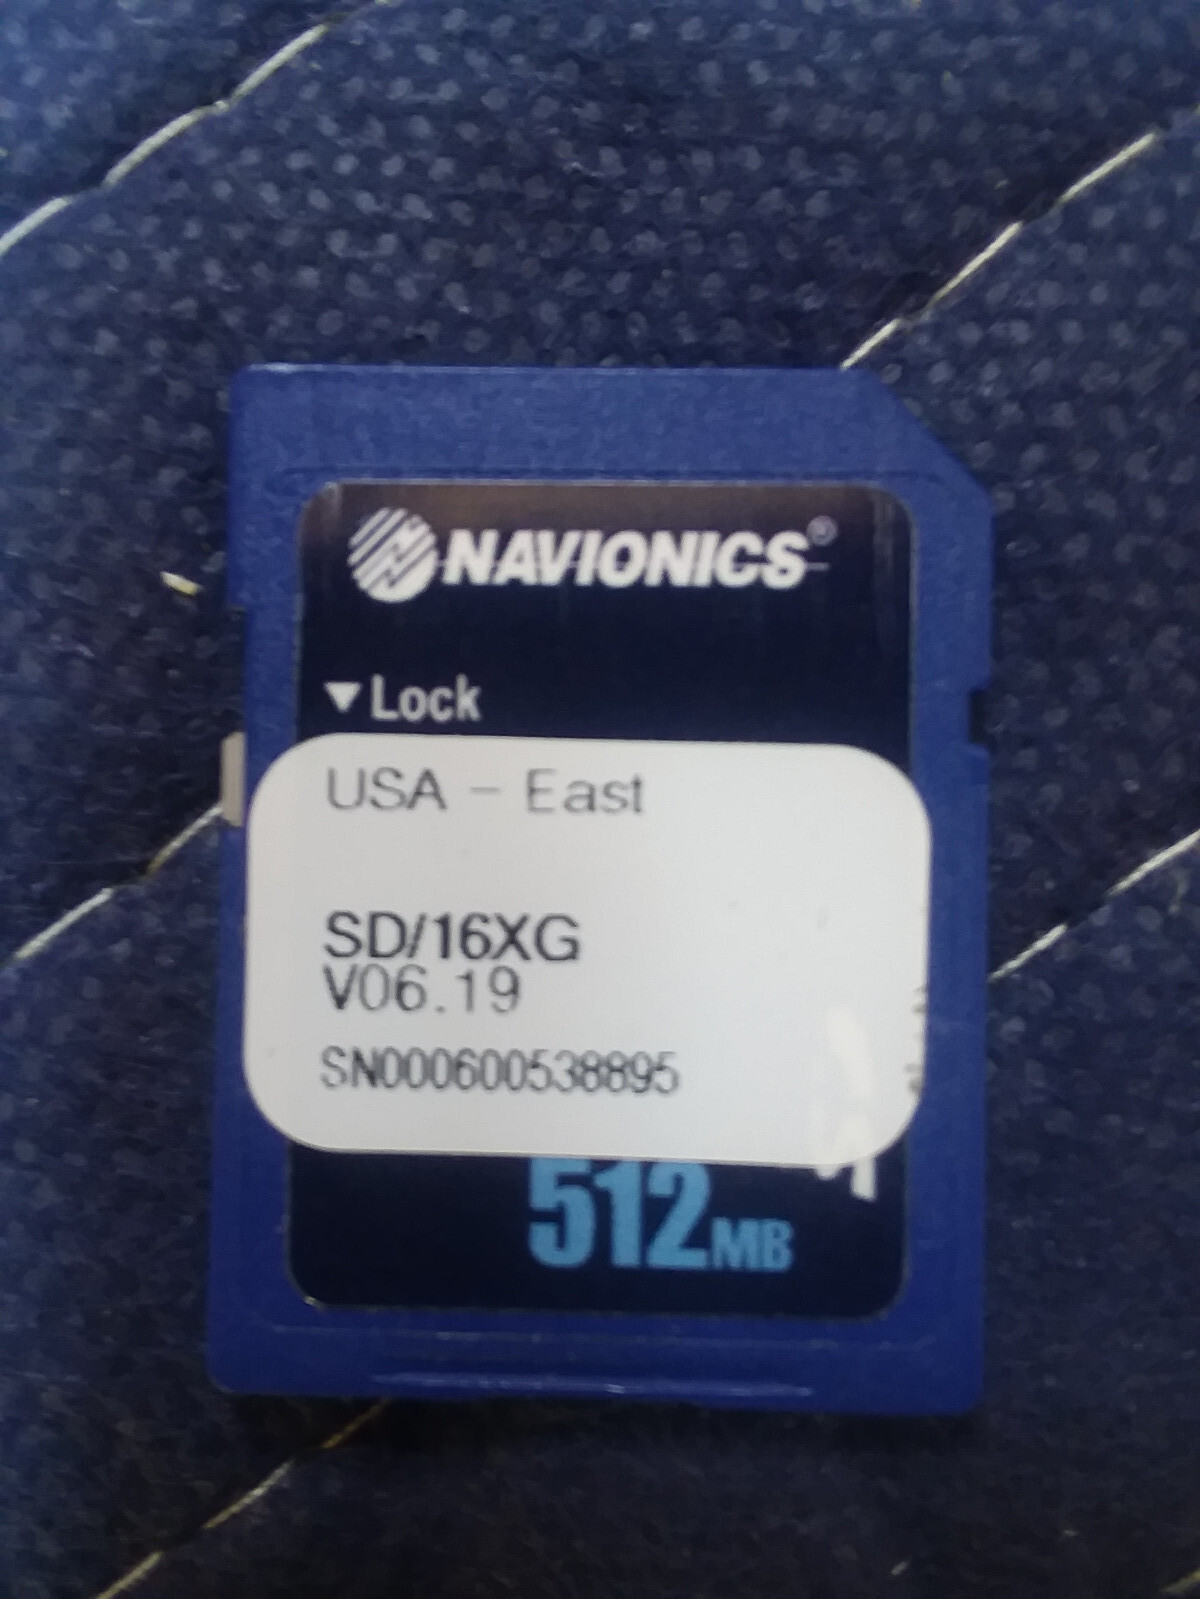 NAVIONICS®
▼Lock
USA - East
SD/16XG
V06.19
SN000600538895
512MB